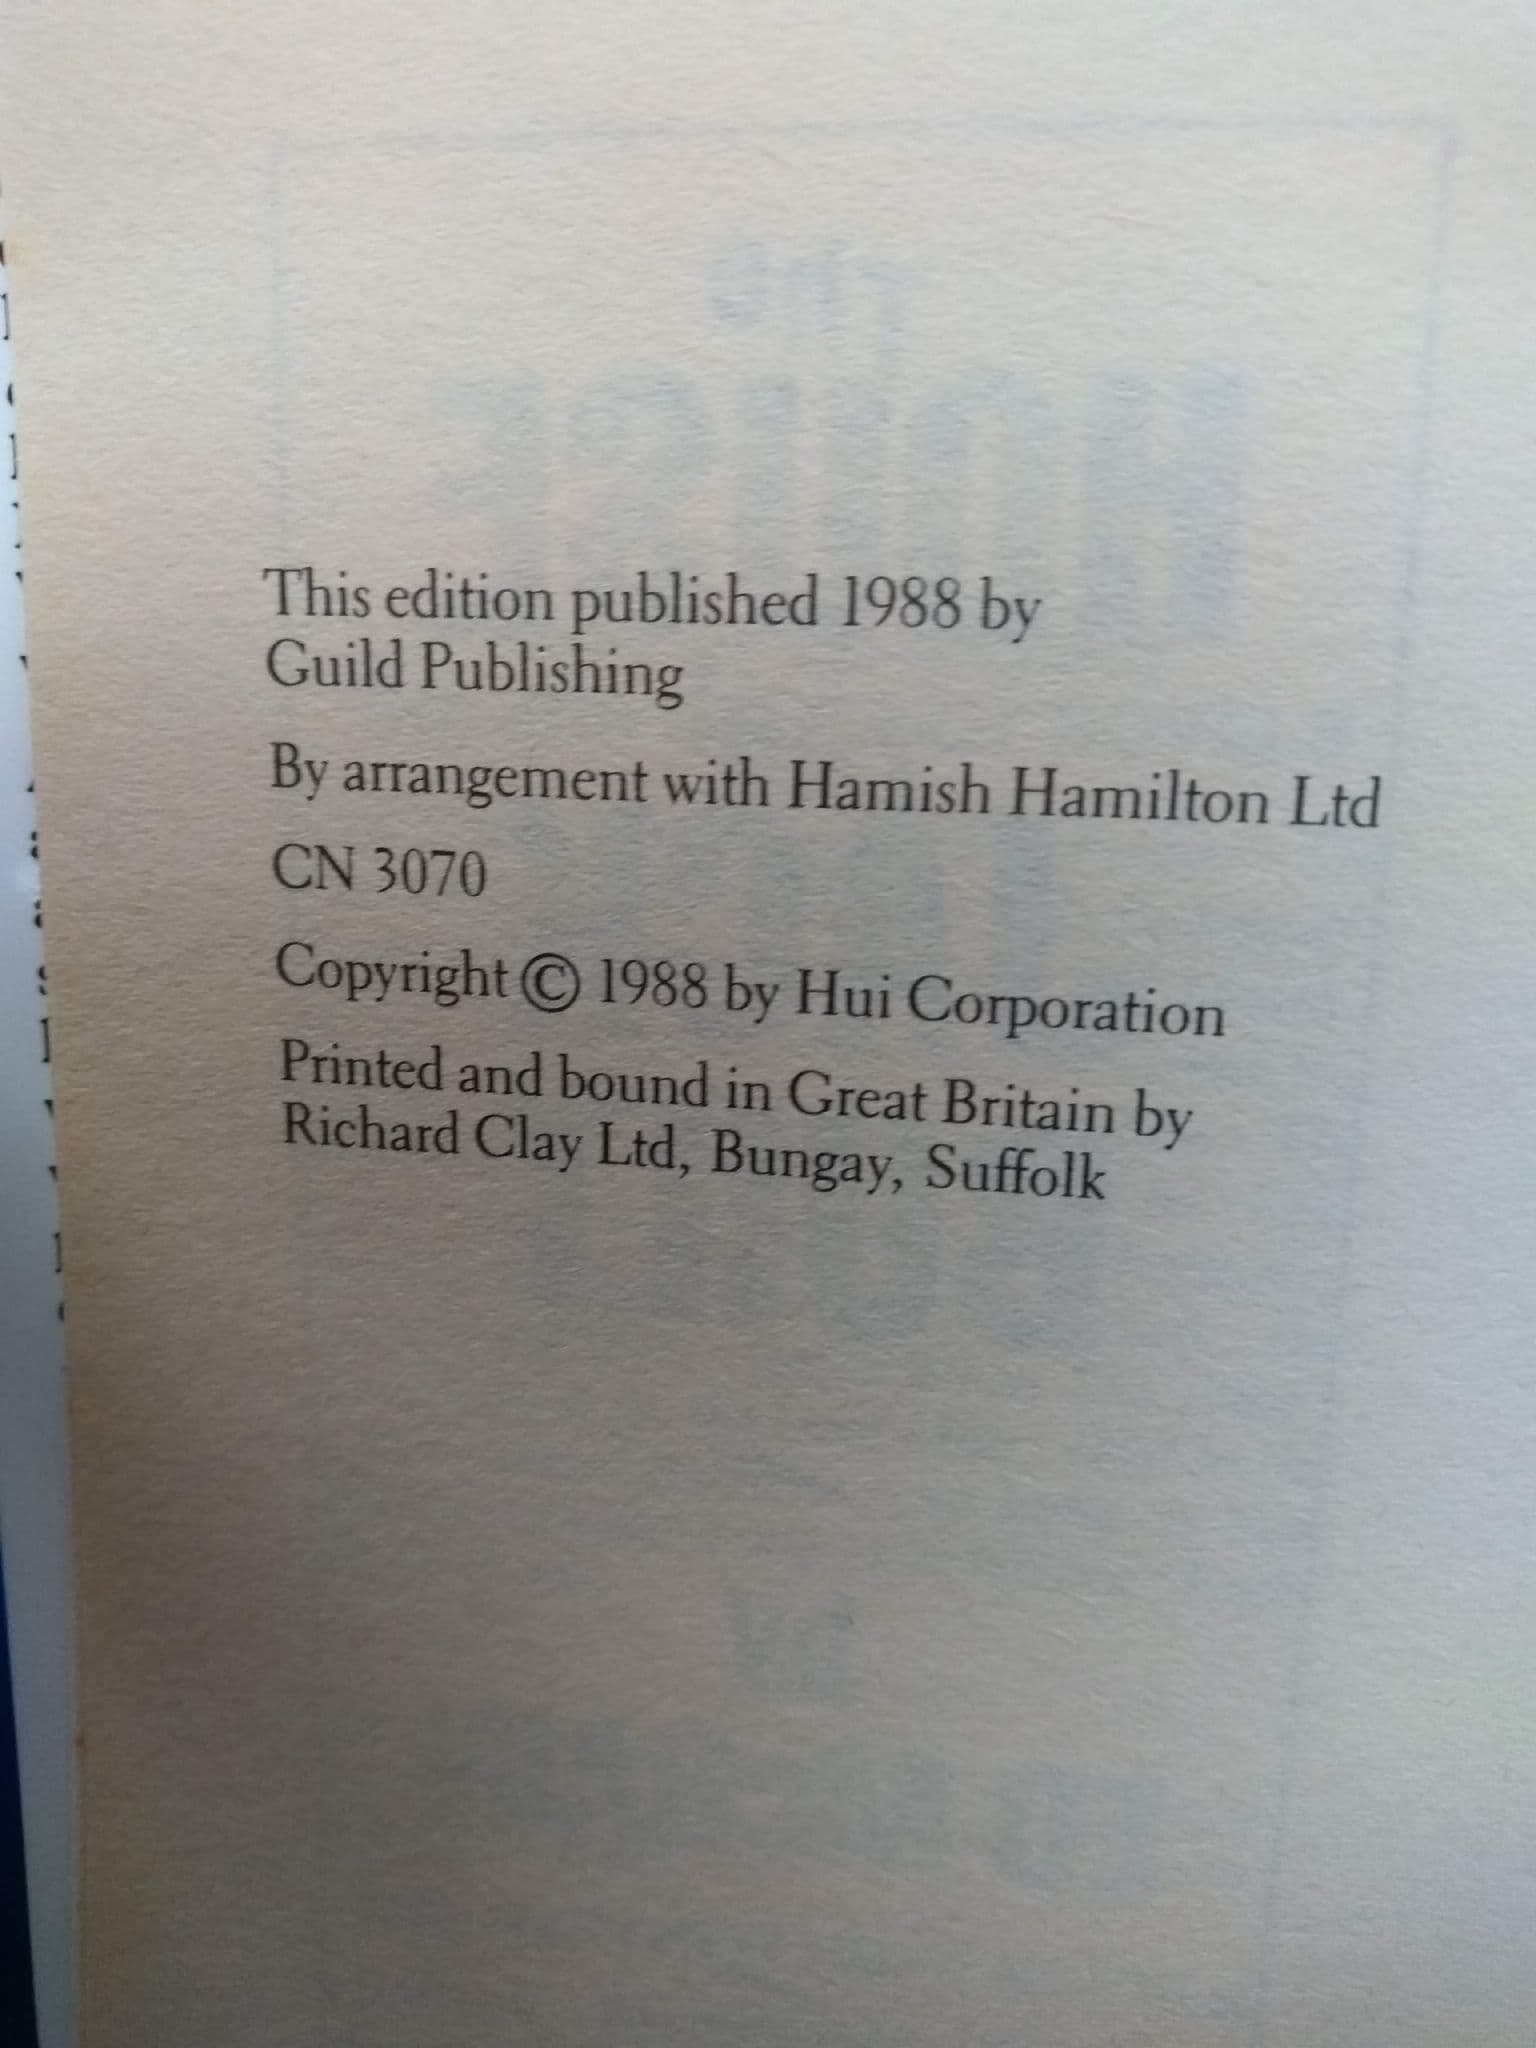 This edition published 1988 by
Guild Publishing
By arrangement with Hamish Hamilton Ltd
CN 3070
Copyright © 1988 by Hui Corporation
Printed and bound in Great Britain by
Richard Clay Ltd, Bungay, Suffolk